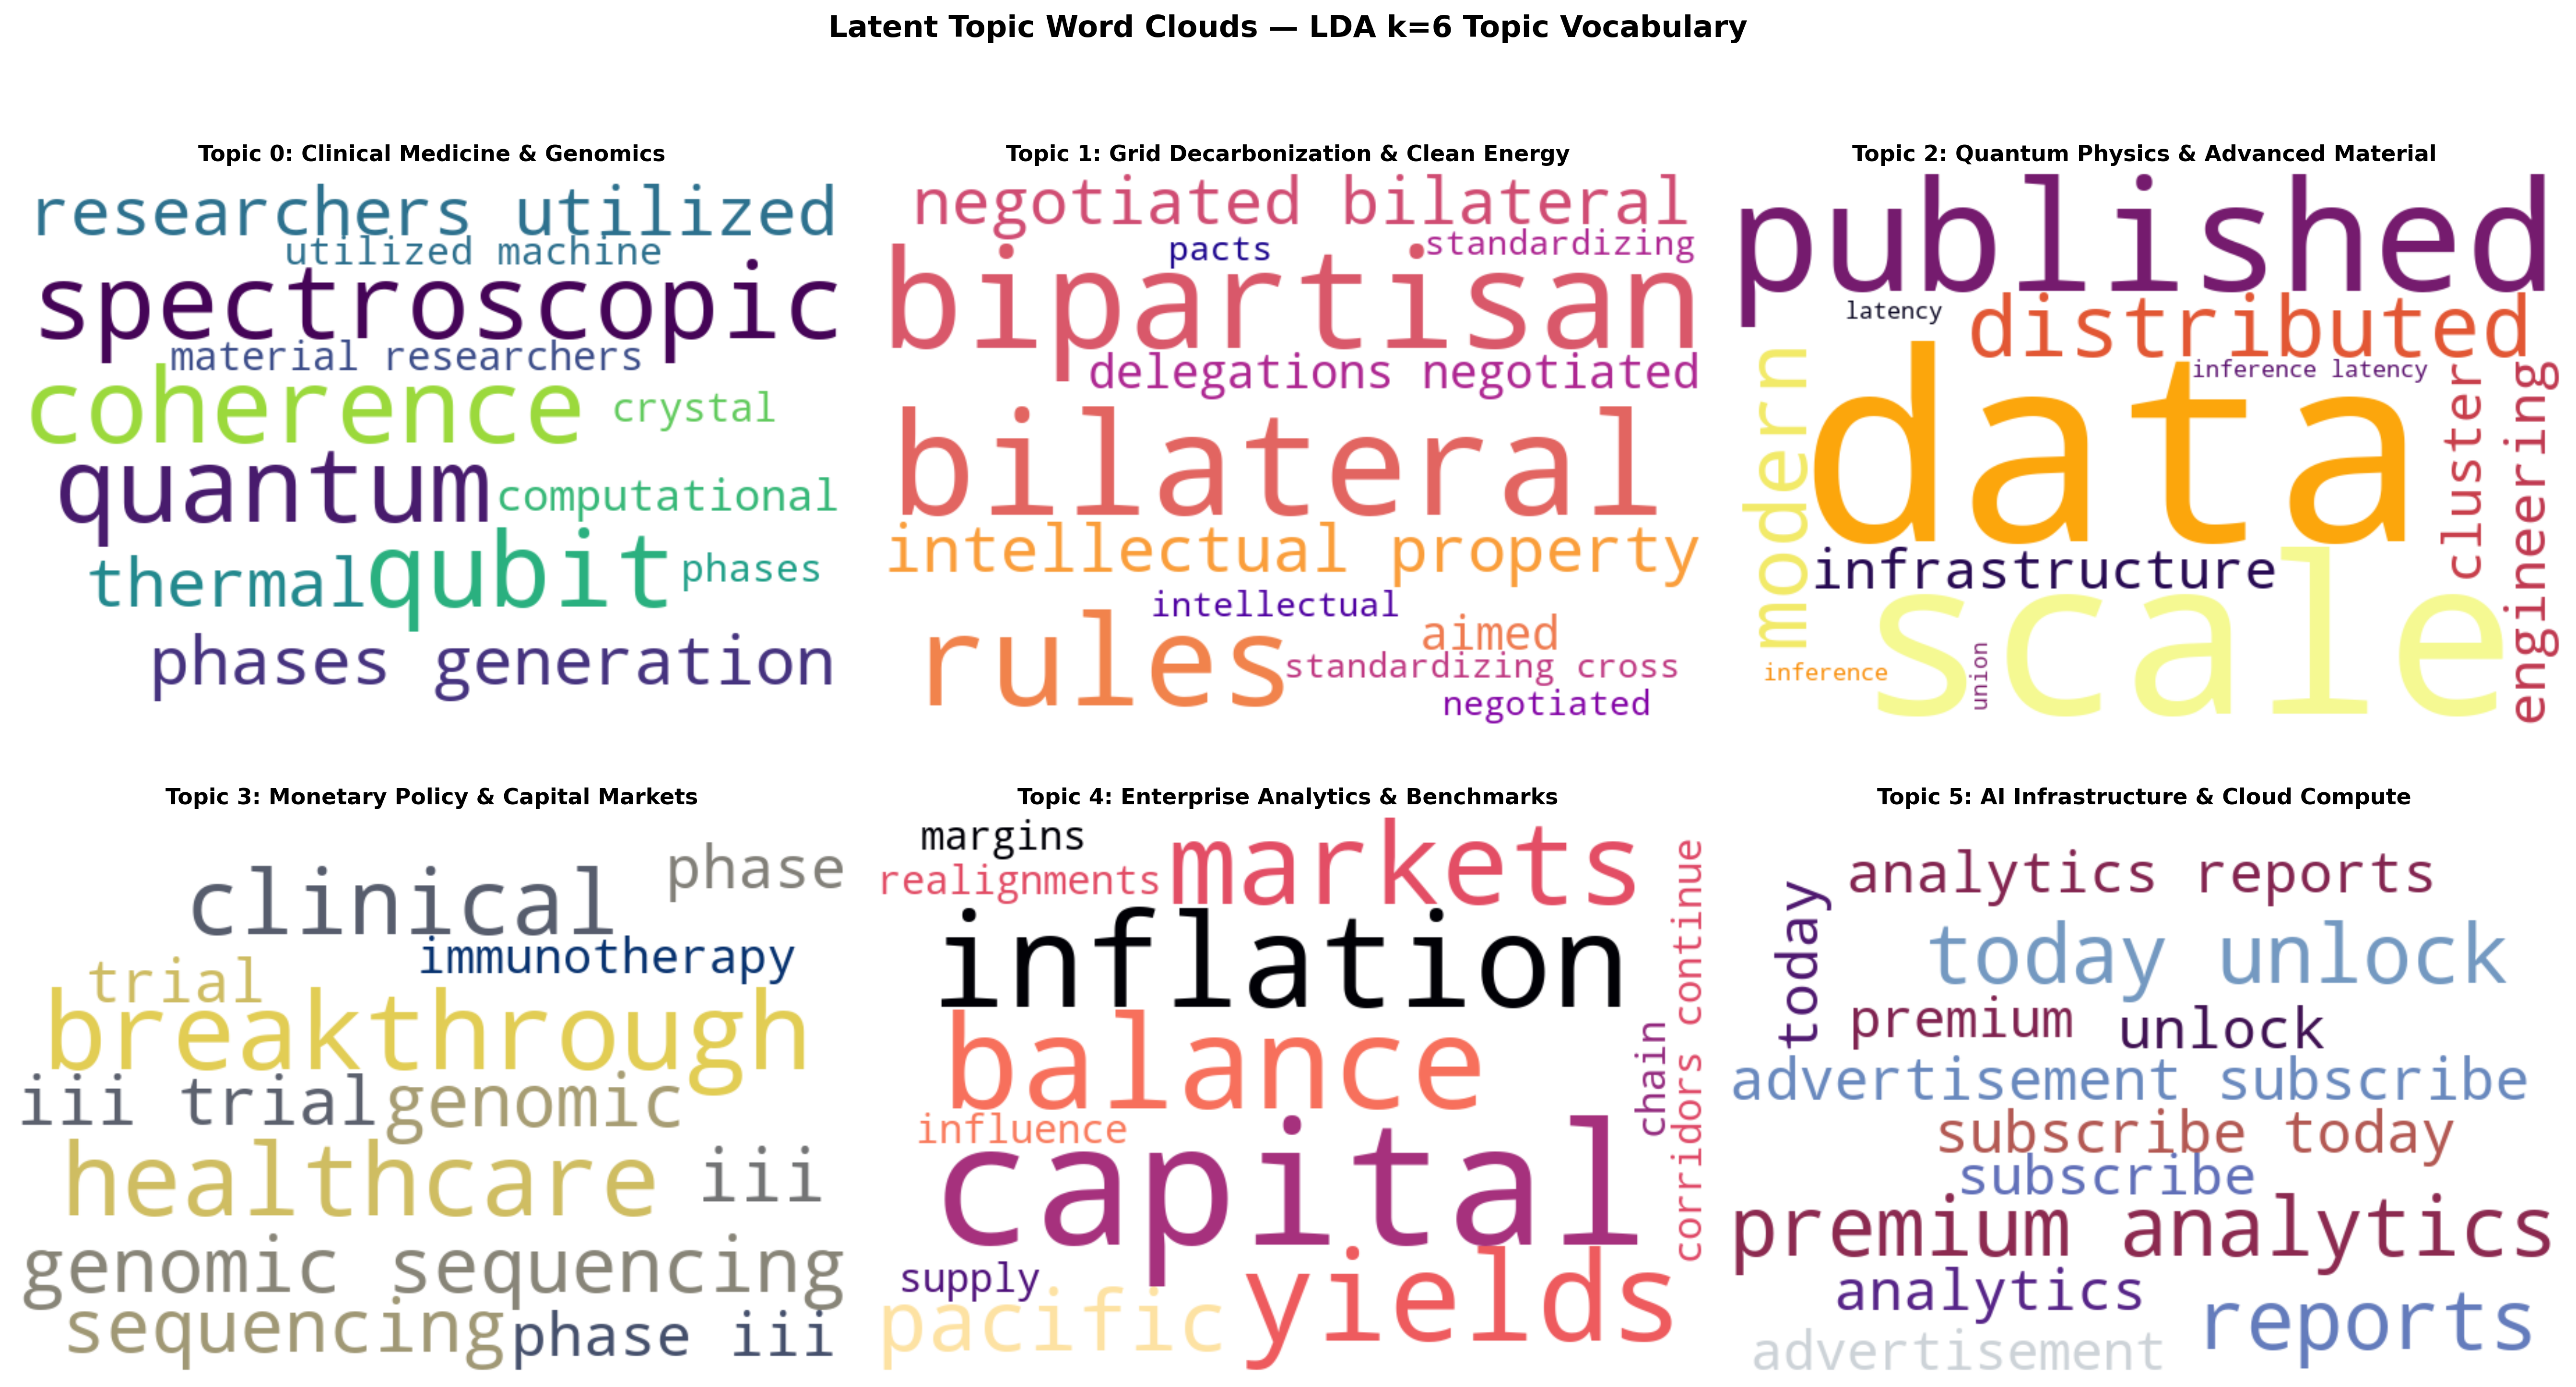 Latent Topic Word Clouds — LDA k=6 Topic Vocabulary
Topic 0: Clinical Medicine & Genomics
researchers utilized
utilized machine
spectroscopic
material researchers
coherence
crystal
quantum
computational
thermal
qubit
phases
phases generation
Topic 1: Grid Decarbonization & Clean Energy
negotiated bilateral
pacts
standardizing
bipartisan
delegations negotiated
bilateral
intellectual property
intellectual
rules
aimed
standardizing cross
negotiated
Topic 2: Quantum Physics & Advanced Material
published
latency
distributed
inference latency
modern
data
cluster
engineering
infrastructure
scale
inference
union
Topic 3: Monetary Policy & Capital Markets
phase
clinical
immunotherapy
trial
breakthrough
iii trial
genomic
healthcare
iii
genomic sequencing
sequencing
phase iii
Topic 4: Enterprise Analytics & Benchmarks
margins
markets
realignments
corridors continue
inflation
balance
chain
influence
capital
supply
yields
pacific
Topic 5: AI Infrastructure & Cloud Compute
analytics reports
today
today unlock
premium
unlock
advertisement subscribe
subscribe today
subscribe
premium analytics
analytics
reports
advertisement